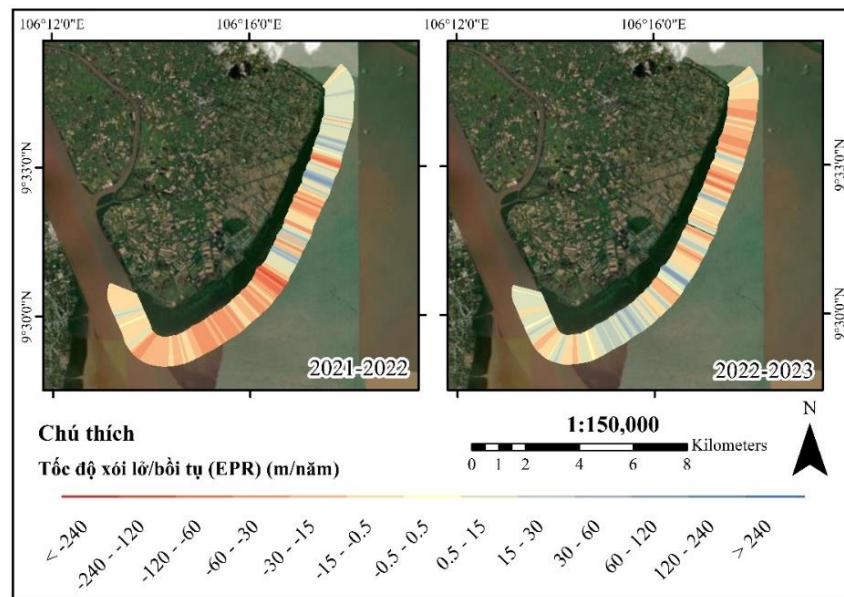 106°12'0"E 106°16'0"E 106°12'0"E 106°16'0"E
9°33'0"N 9°33'0"N
9°30'0"N 9°30'0"N
2021-2022 2022-2023
Chú thích
1:150,000
N
Kilometers
0 1 2 4 6 8
Tốc độ xói lở/bồi tụ (EPR) (m/năm)
< -240 -240 - -120 -120 - -60 -60 - -30 -30 - -15 -15 - -0.5 -0.5 - 0.5 0.5 - 15 15 - 30 30 - 60 60 - 120 120 - 240 > 240